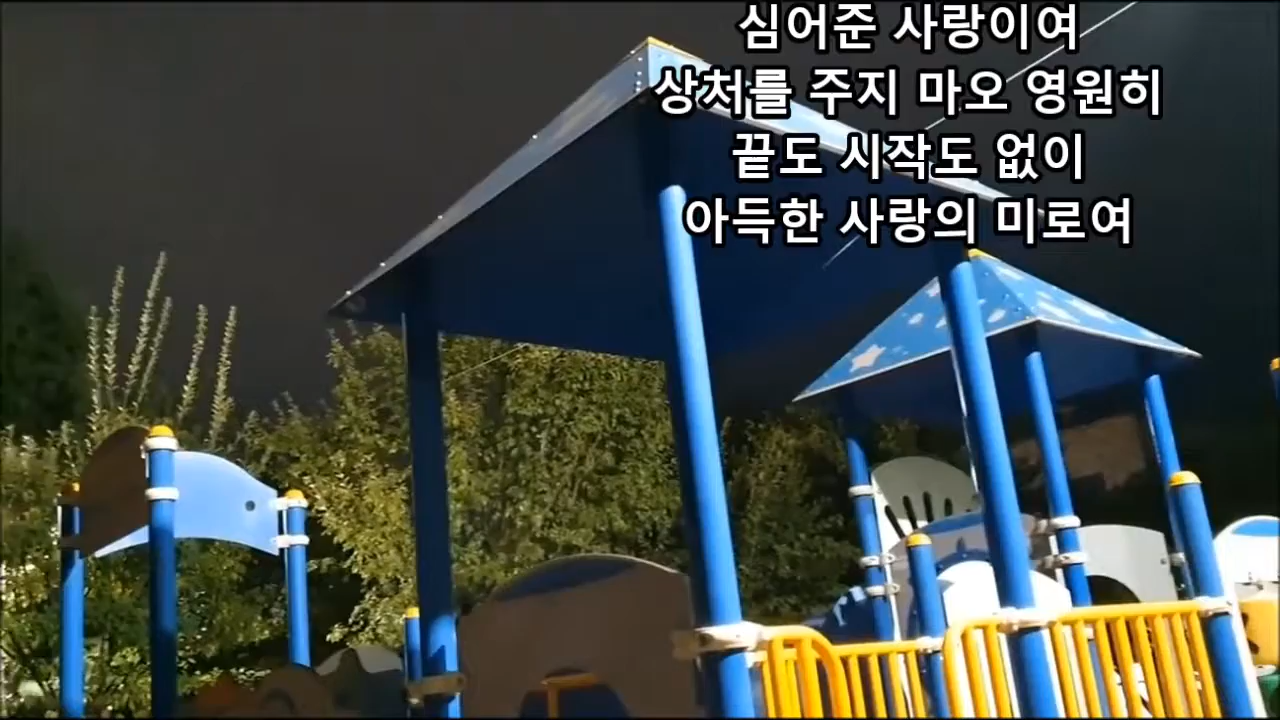 심어준 사랑이여
상처를 주지 마오 영원히
끝도 시작도 없이
아득한 사랑의 미로여